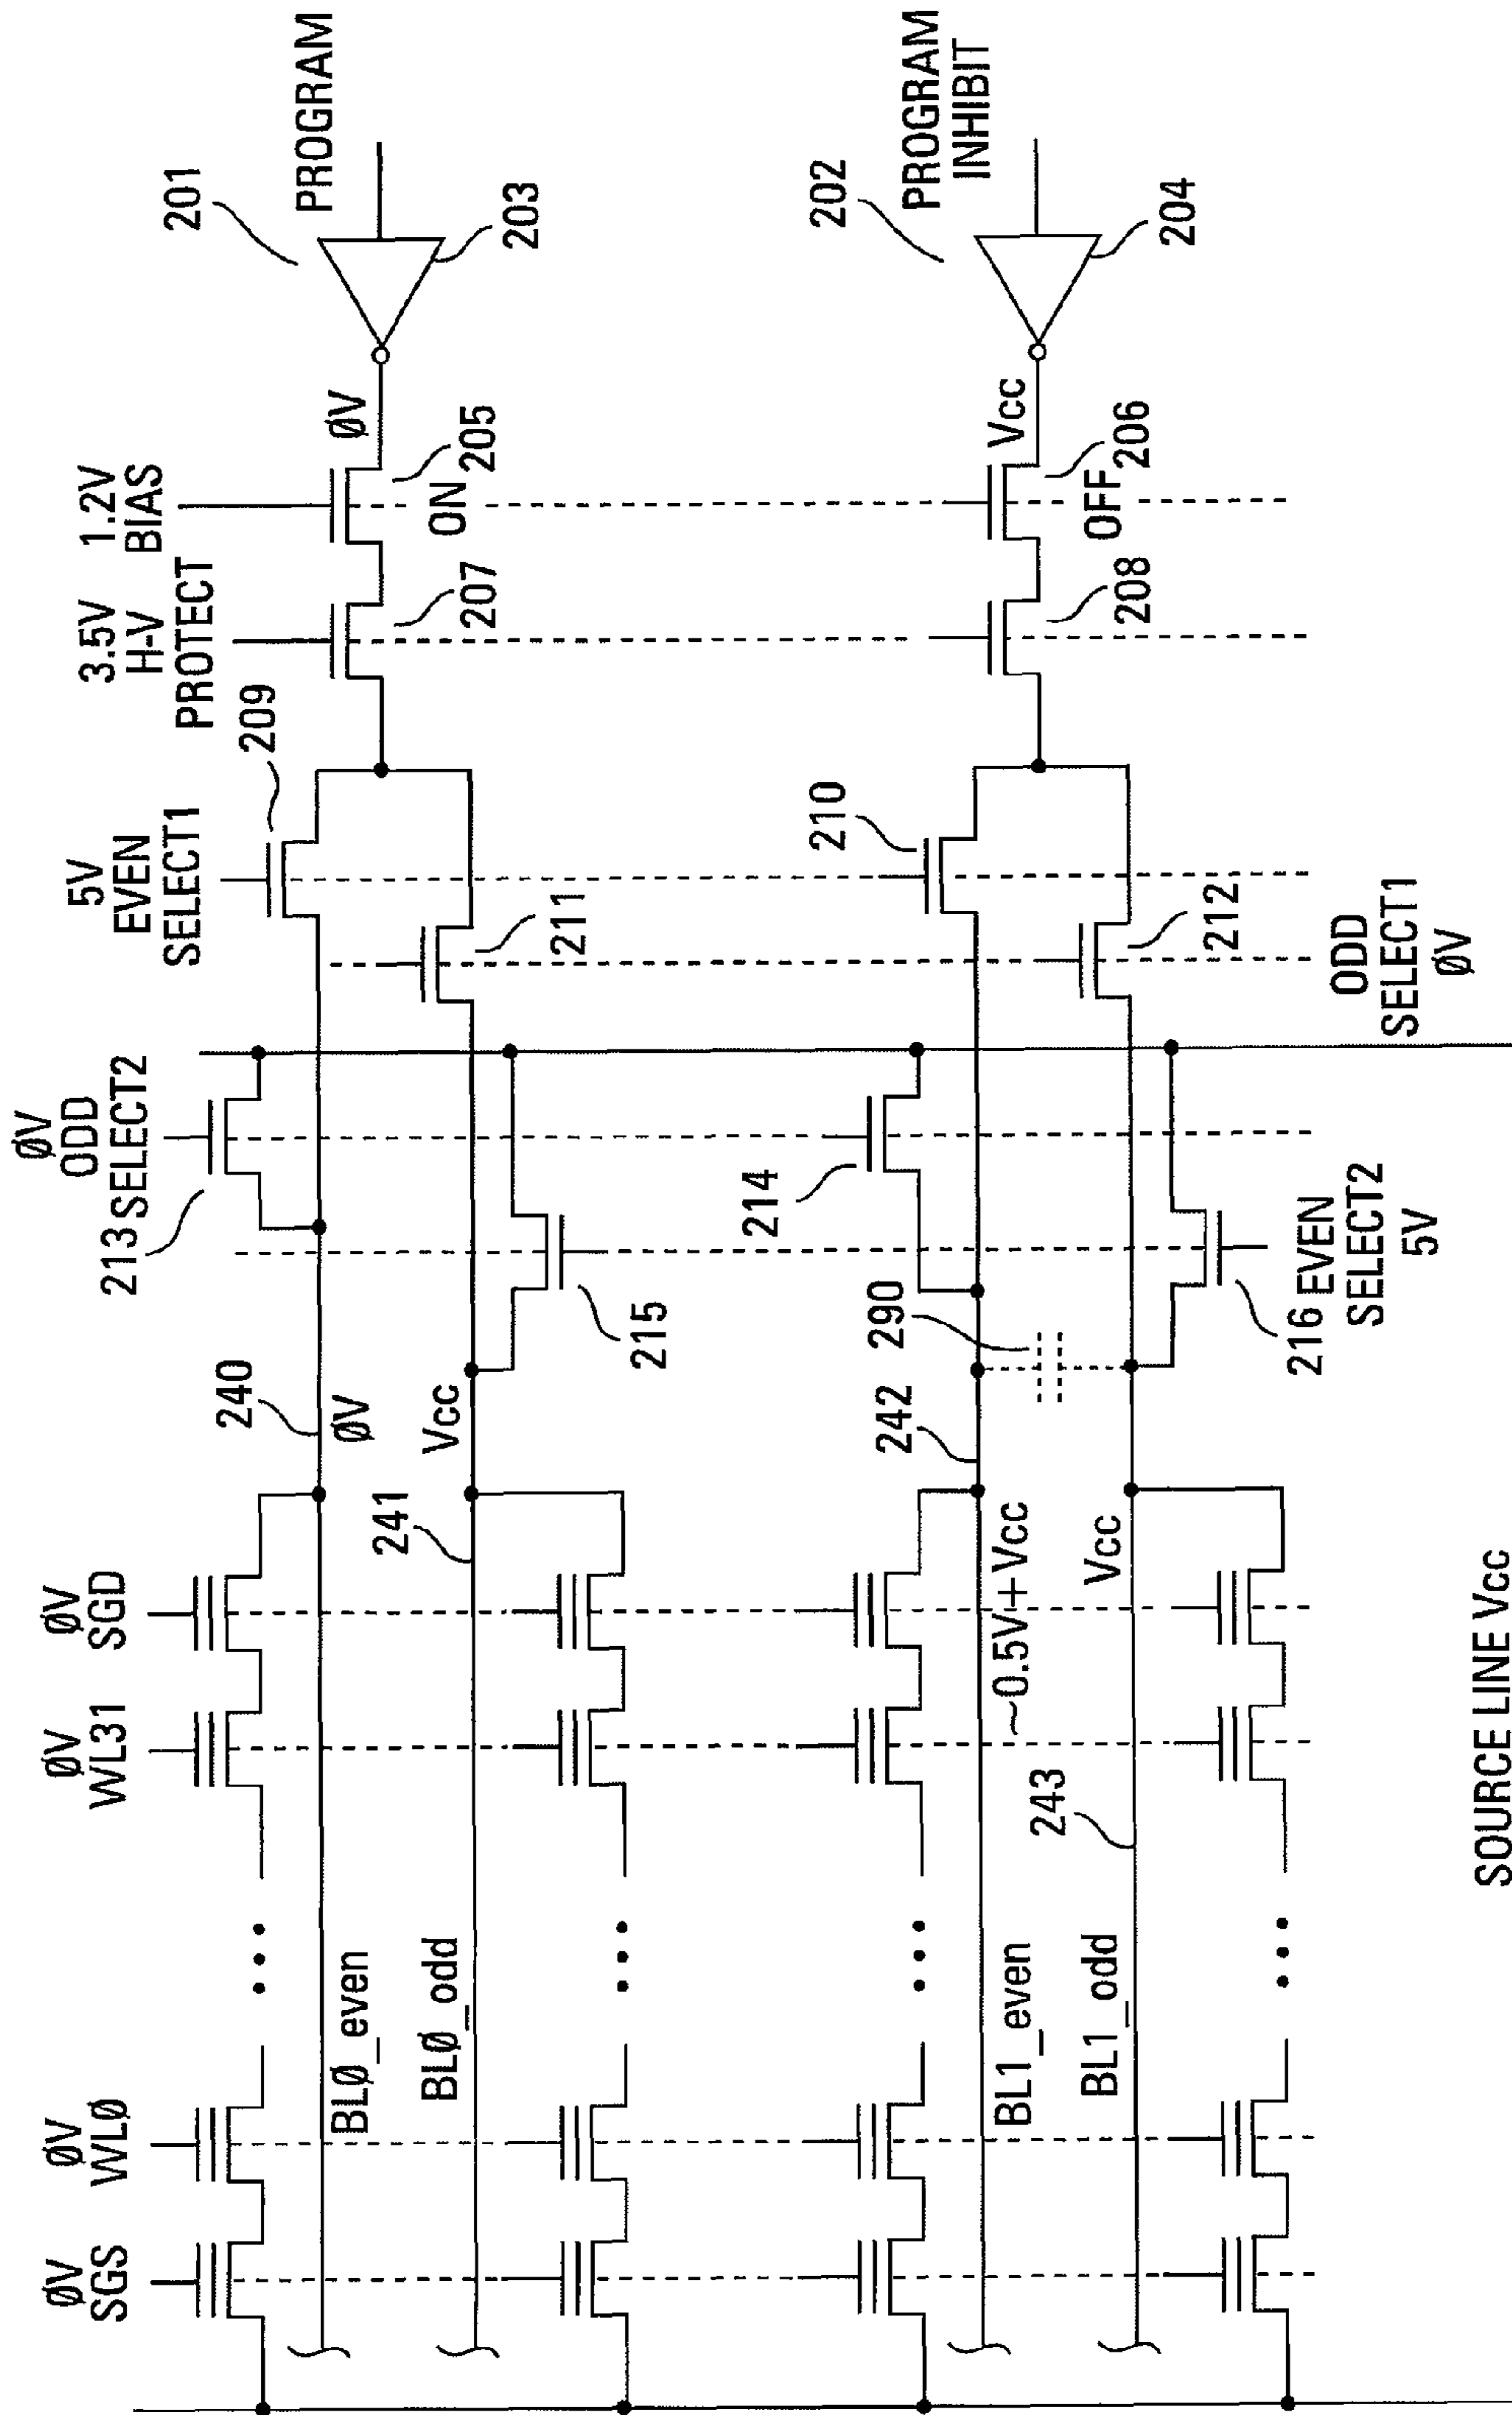 ØV
SGS
ØV
WLØ
ØV
WL31
ØV
SGD
ØV
ODD
SELECT2
213
5V
EVEN
SELECT1
209
3.5V
H-V
PROTECT
1.2V
BIAS
201
PROGRAM
203
ØV
205
ON
207
211
215
240
ØV
Vcc
241
BLØ_even
BLØ_odd
202
PROGRAM
INHIBIT
204
Vcc
206
OFF
208
210
212
214
290
242
~0.5V+Vcc
Vcc
243
BL1_even
BL1_odd
216
EVEN
SELECT2
5V
ODD
SELECT1
ØV
SOURCE LINE Vcc